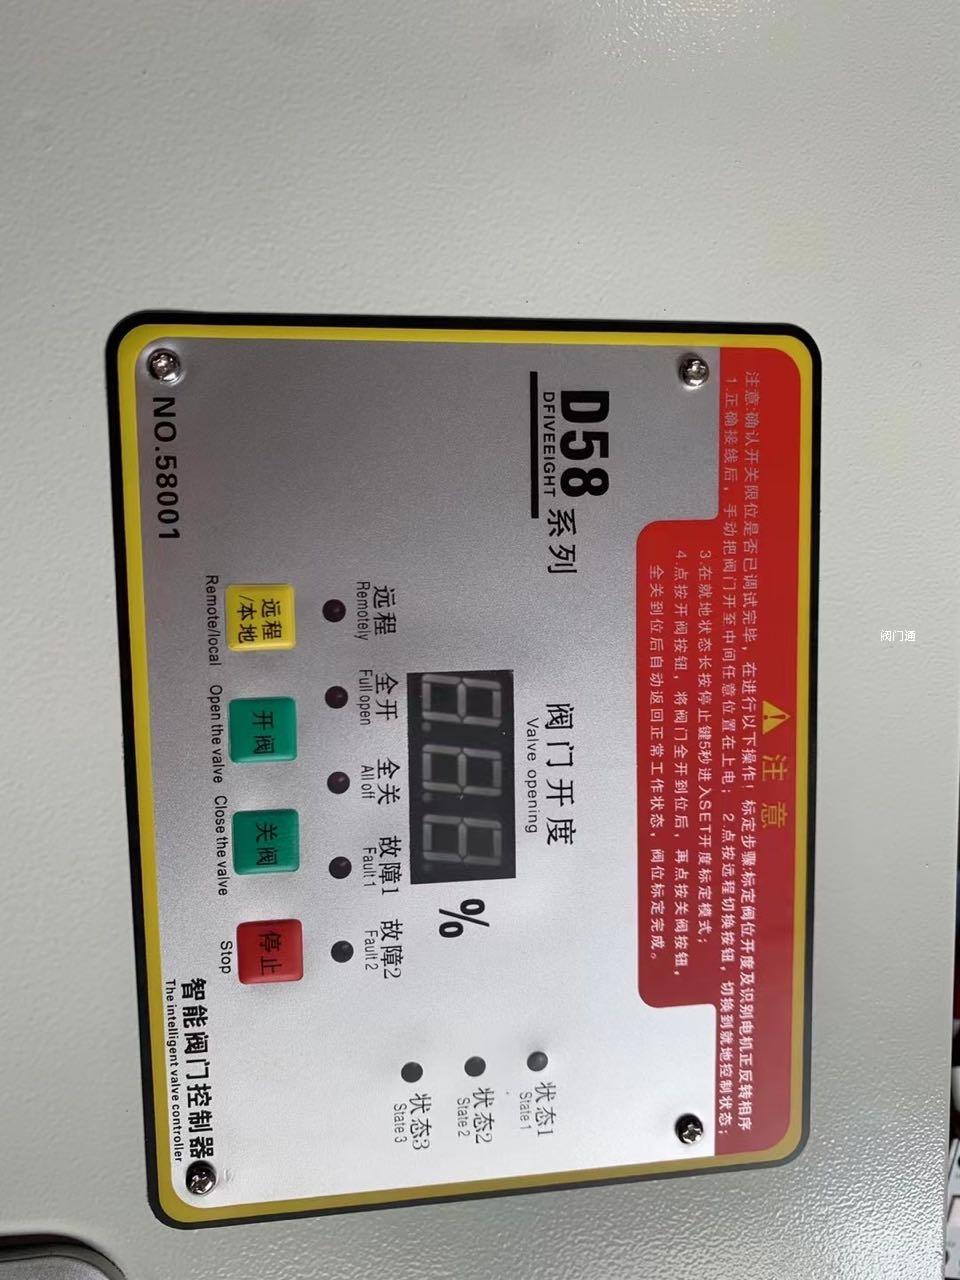 注意
注意:确认开关限位是否已调试完毕，在进行以下操作！标定步骤:标定阀位开度及识别电机正反转相序
1.正确接线后，手动把阀门开至中间任意位置在上电；2.点按远程切换按钮，切换到就地控制状态；
3.在就地状态长按停止键5秒进入SET开度标定模式；
4.点按开阀按钮，将阀门全开到位后，再点按关阀按钮，
全关到位后自动返回正常工作状态，阀位标定完成。
D58系列
DFIVEEIGHT
阀门开度
Valve opening
%
状态1
State 1
状态2
State 2
状态3
State 3
远程 全开 全关 故障1 故障2
Remotely Full open All off Fault 1 Fault 2
远程/本地 开阀 关阀 停止
Remote/local Open the valve Close the valve Stop
NO.58001
智能阀门控制器
The intelligent valve controller
阀门通